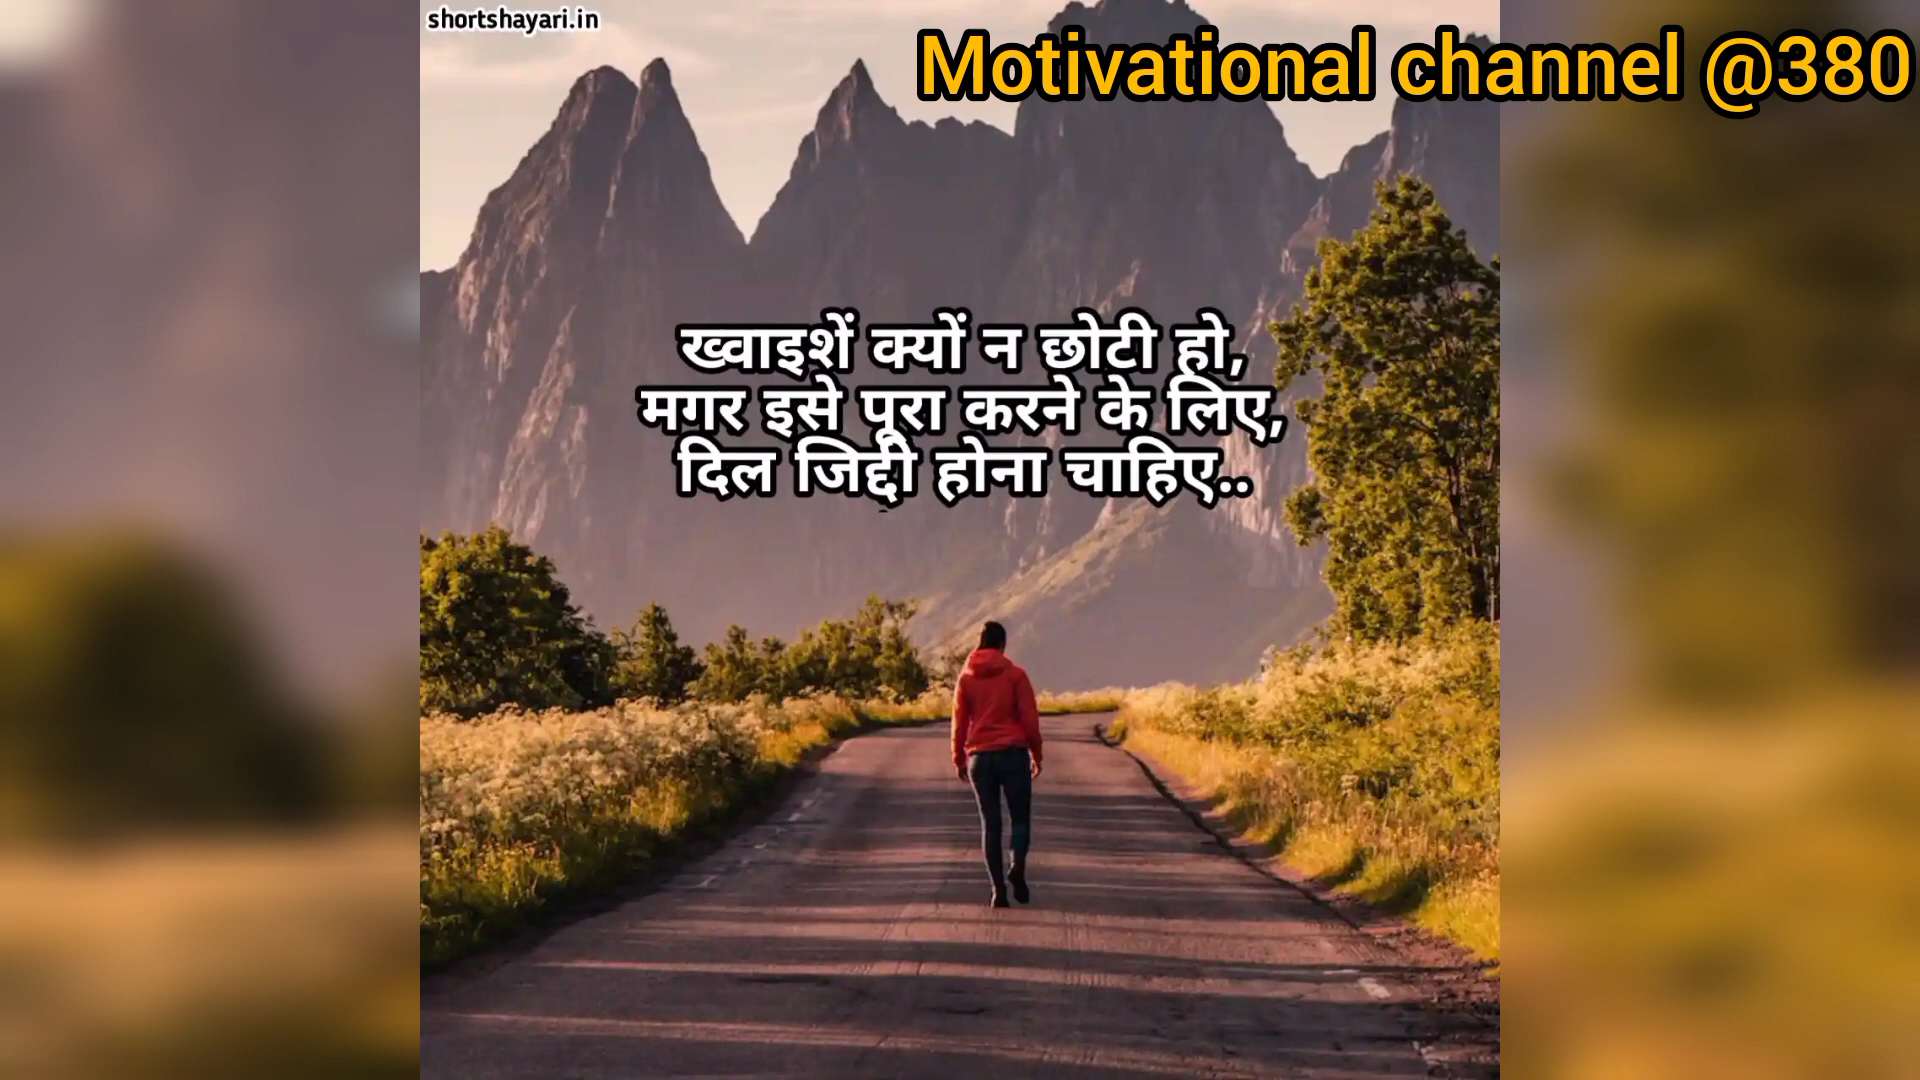 shortshayari.in
Motivational channel @380
ख्वाइशें क्यों न छोटी हो,
मगर इसे पूरा करने के लिए,
दिल जिद्दी होना चाहिए..